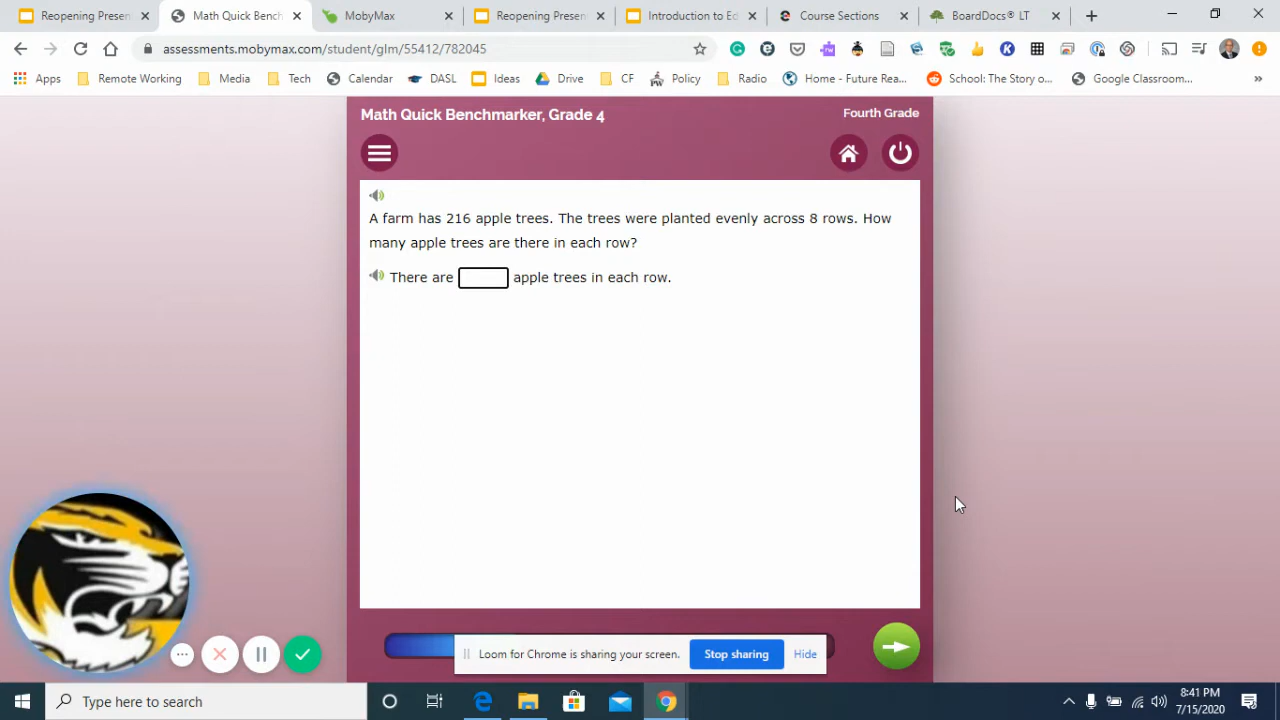 Reopening Presen
Math Quick Bench
MobyMax
Reopening Presen
Introduction to Ed
Course Sections
BoardDocs® LT
assessments.mobymax.com/student/glm/55412/782045
Apps
Remote Working
Media
Tech
Calendar
DASL
Ideas
Drive
CF
Policy
Radio
Home - Future Rea...
School: The Story o...
Google Classroom...
Math Quick Benchmarker, Grade 4
Fourth Grade
A farm has 216 apple trees. The trees were planted evenly across 8 rows. How
many apple trees are there in each row?
There are
apple trees in each row.
Loom for Chrome is sharing your screen.
Stop sharing
Hide
Type here to search
8:41 PM
7/15/2020